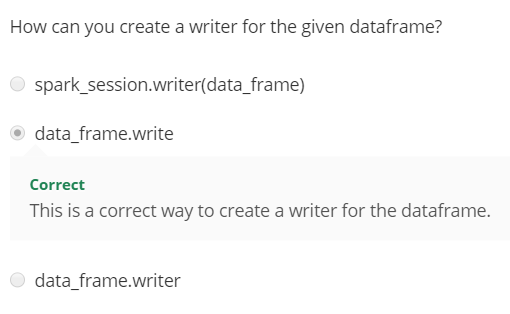 How can you create a writer for the given dataframe?
spark_session.writer(data_frame)
data_frame.write
Correct
This is a correct way to create a writer for the dataframe.
data_frame.writer